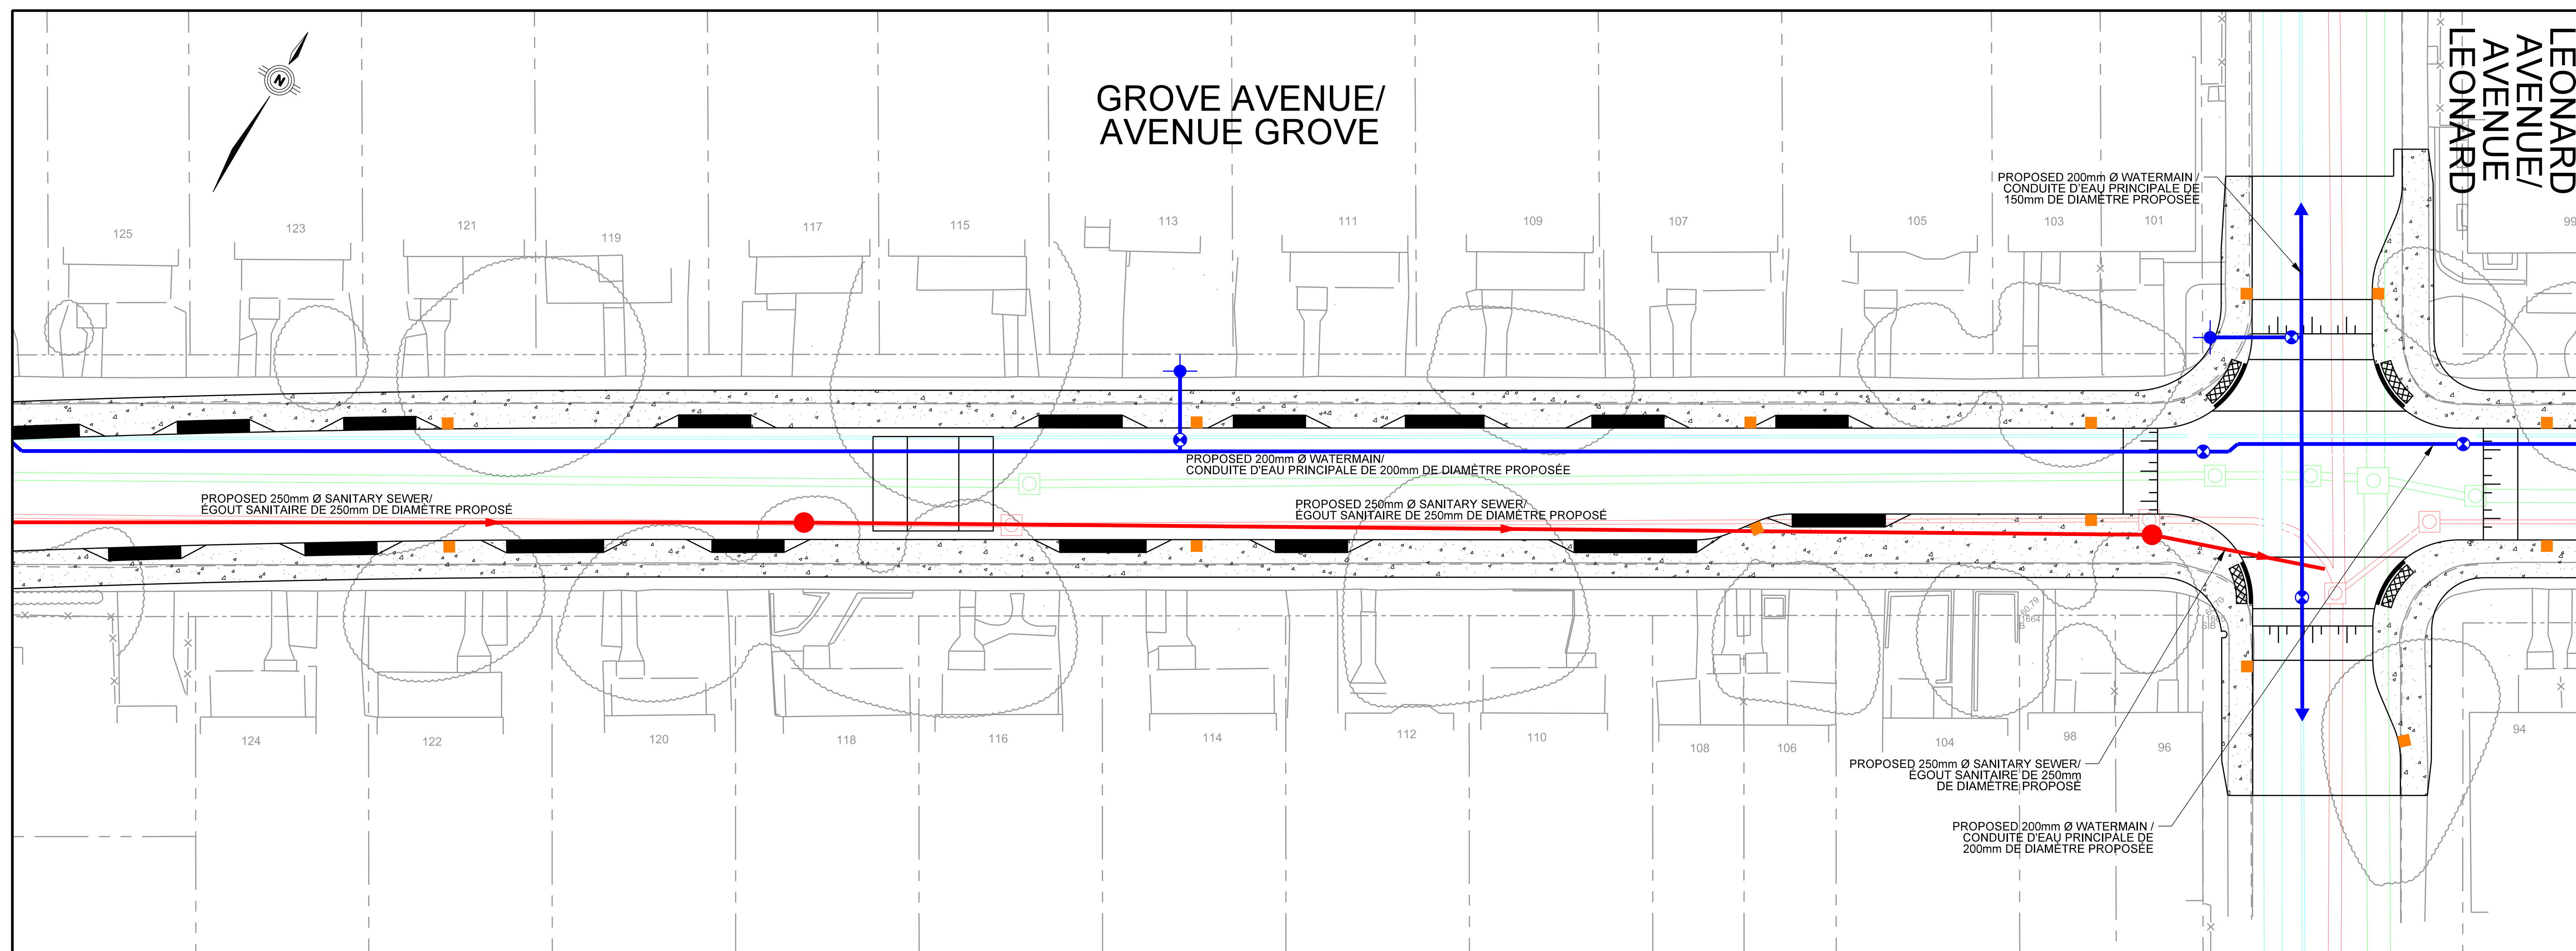 N
GROVE AVENUE/
AVENUE GROVE
LEONARD
AVENUE/
AVENUE
LEONARD
PROPOSED 200mm Ø WATERMAIN /
CONDUITE D'EAU PRINCIPALE DE
150mm DE DIAMÈTRE PROPOSÉE
125
123
121
119
117
115
113
111
109
107
105
103
101
99
PROPOSED 200mm Ø WATERMAIN/
CONDUITE D'EAU PRINCIPALE DE 200mm DE DIAMÈTRE PROPOSÉE
PROPOSED 250mm Ø SANITARY SEWER/
ÉGOUT SANITAIRE DE 250mm DE DIAMÈTRE PROPOSÉ
PROPOSED 250mm Ø SANITARY SEWER/
ÉGOUT SANITAIRE DE 250mm DE DIAMÈTRE PROPOSÉ
60.79
1664
B
SIB
124
122
120
118
116
114
112
110
108
106
104
98
96
94
PROPOSED 250mm Ø SANITARY SEWER/
ÉGOUT SANITAIRE DE 250mm
DE DIAMÈTRE PROPOSÉ
PROPOSED 200mm Ø WATERMAIN /
CONDUITE D'EAU PRINCIPALE DE
200mm DE DIAMÈTRE PROPOSÉE